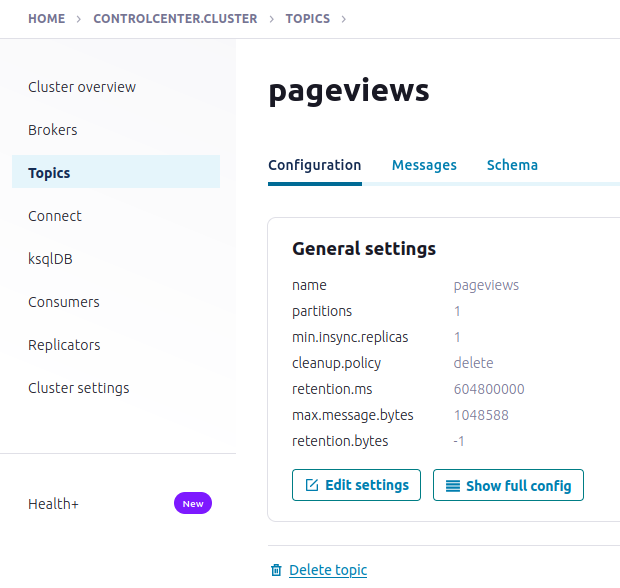 HOME > CONTROLCENTER.CLUSTER > TOPICS >
Cluster overview
Brokers
Topics
Connect
ksqlDB
Consumers
Replicators
Cluster settings
Health+ New
pageviews
Configuration Messages Schema
General settings
name pageviews
partitions 1
min.insync.replicas 1
cleanup.policy delete
retention.ms 604800000
max.message.bytes 1048588
retention.bytes -1
Edit settings Show full config
Delete topic